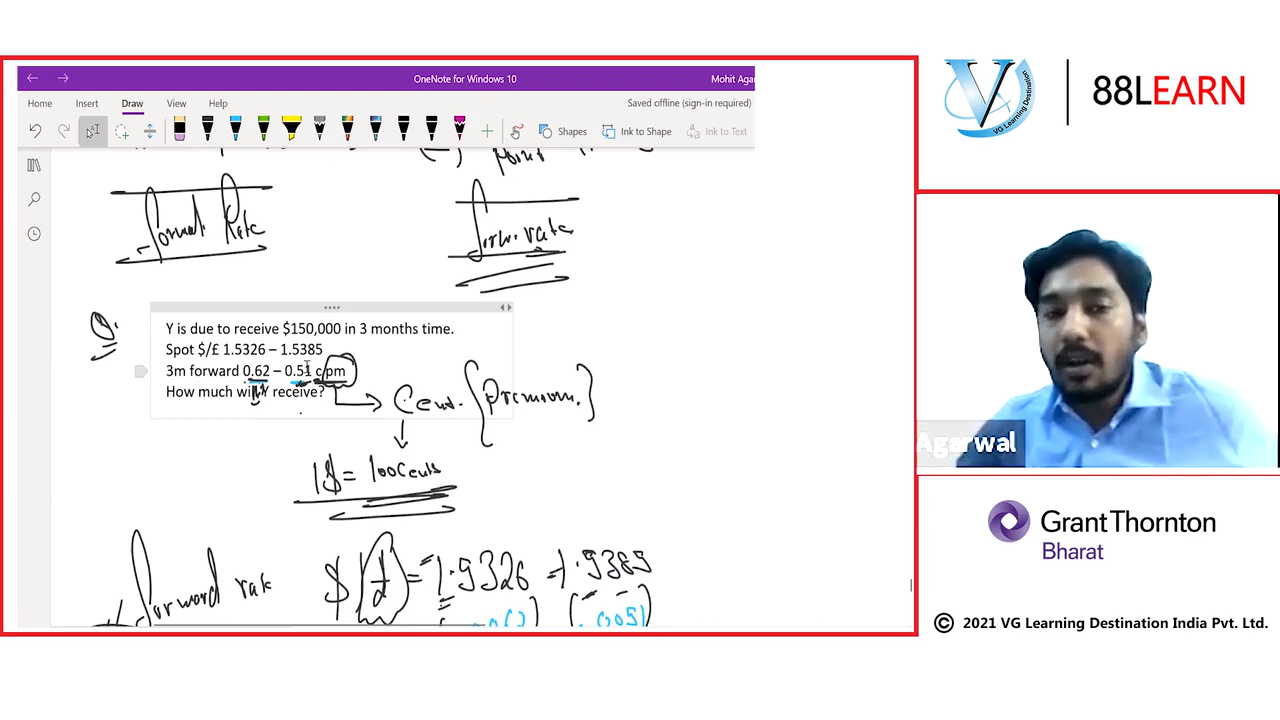 OneNote for Windows 10
Mohit Agar
Home Insert Draw View Help
Saved offline (sign-in required)
Shapes Ink to Shape Ink to Text
(-) point
Forward Rate
Forw. rate
Q.
Y is due to receive $150,000 in 3 months time.
Spot $/£ 1.5326 – 1.5385
3m forward 0.62 – 0.51 c pm
How much will Y receive?
Cent. {Premium.}
1$ = 100 Cents
Forward rate $/£ = 1.5326 - 1.5385
.0051
V
VG Learning Destination
88LEARN
Agarwal
Grant Thornton
Bharat
© 2021 VG Learning Destination India Pvt. Ltd.